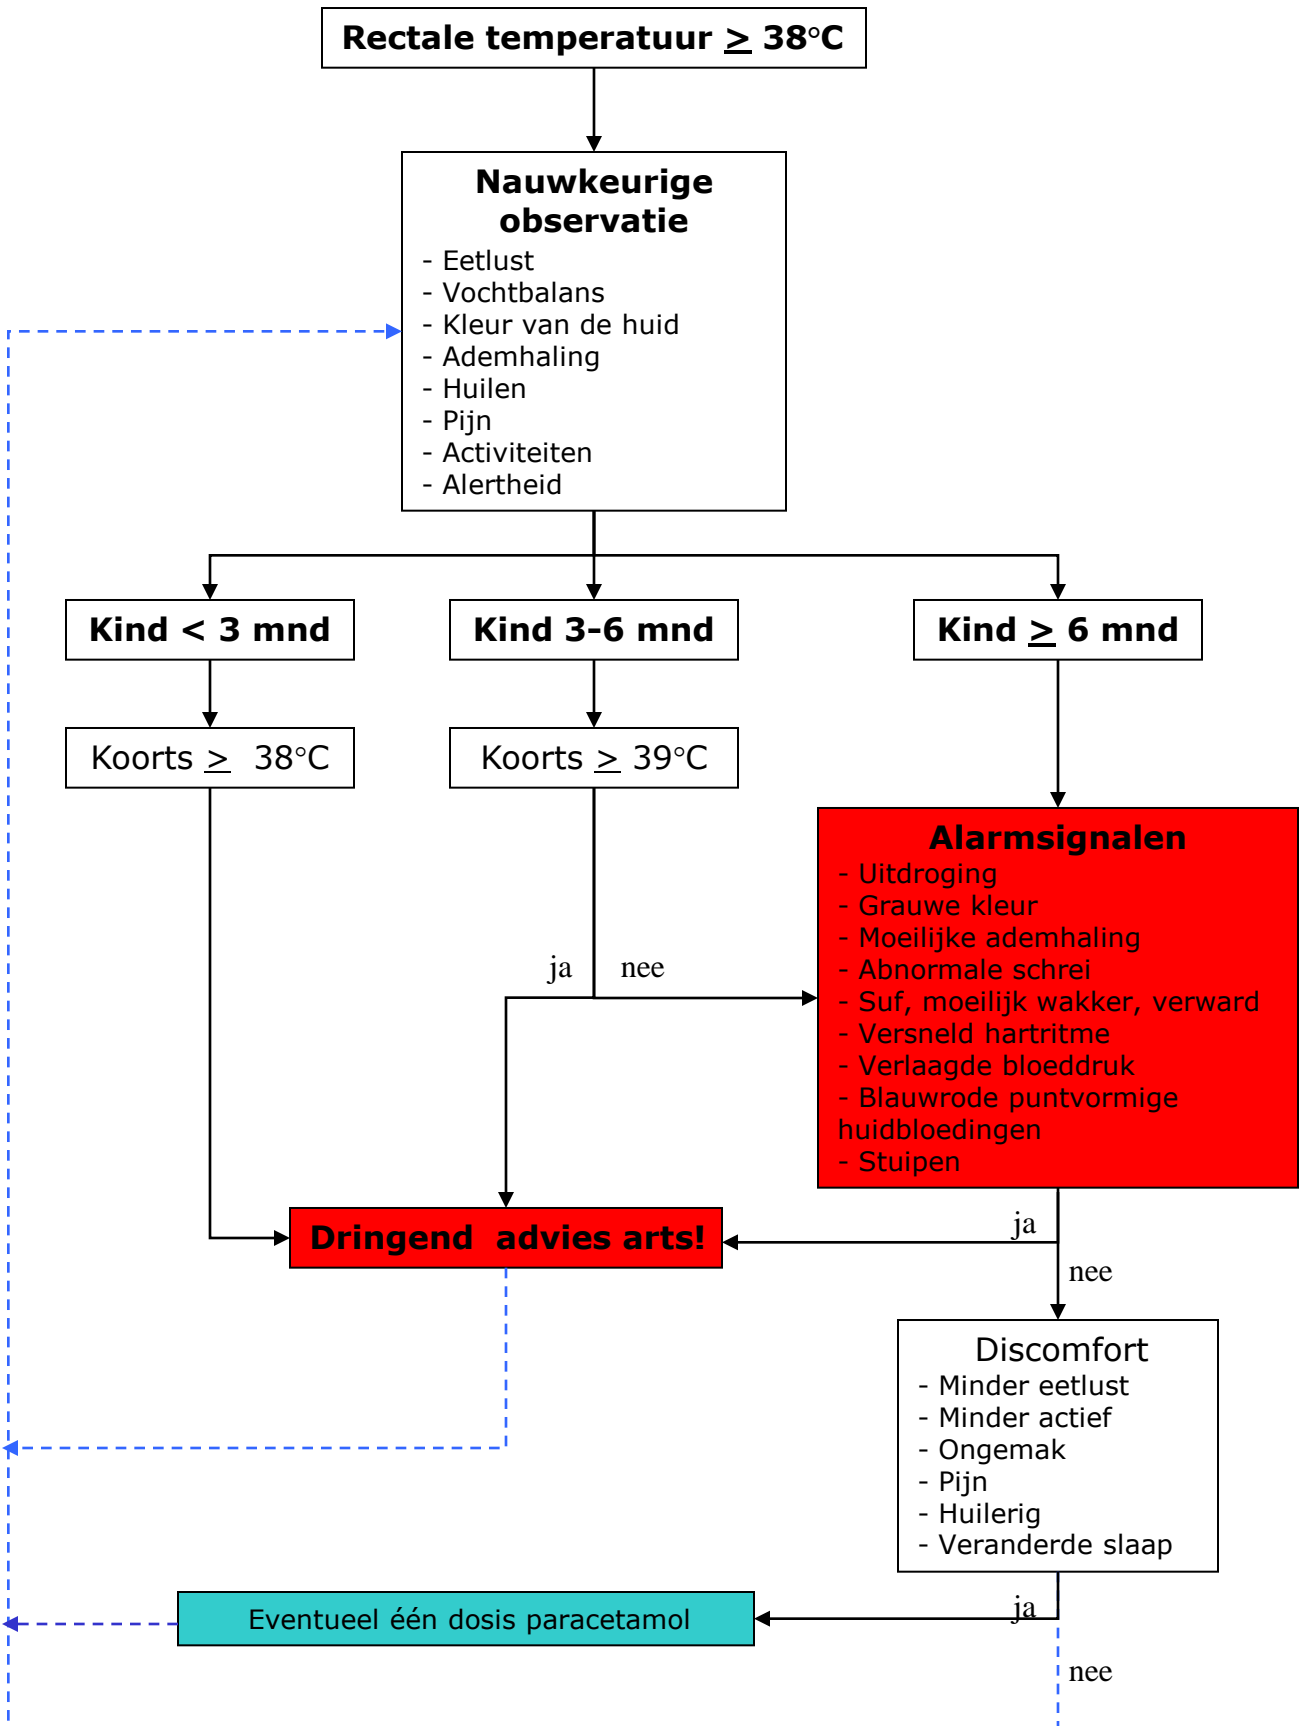 Rectale temperatuur ≥ 38°C
Nauwkeurige
observatie
- Eetlust
- Vochtbalans
- Kleur van de huid
- Ademhaling
- Huilen
- Pijn
- Activiteiten
- Alertheid
Kind < 3 mnd
Kind 3-6 mnd
Kind ≥ 6 mnd
Koorts ≥ 38°C
Koorts ≥ 39°C
ja
nee
Alarmsignalen
- Uitdroging
- Grauwe kleur
- Moeilijke ademhaling
- Abnormale schrei
- Suf, moeilijk wakker, verward
- Versneld hartritme
- Verlaagde bloeddruk
- Blauwrode puntvormige
huidbloedingen
- Stuipen
Dringend advies arts!
ja
nee
Discomfort
- Minder eetlust
- Minder actief
- Ongemak
- Pijn
- Huilerig
- Veranderde slaap
Eventueel één dosis paracetamol
ja
nee